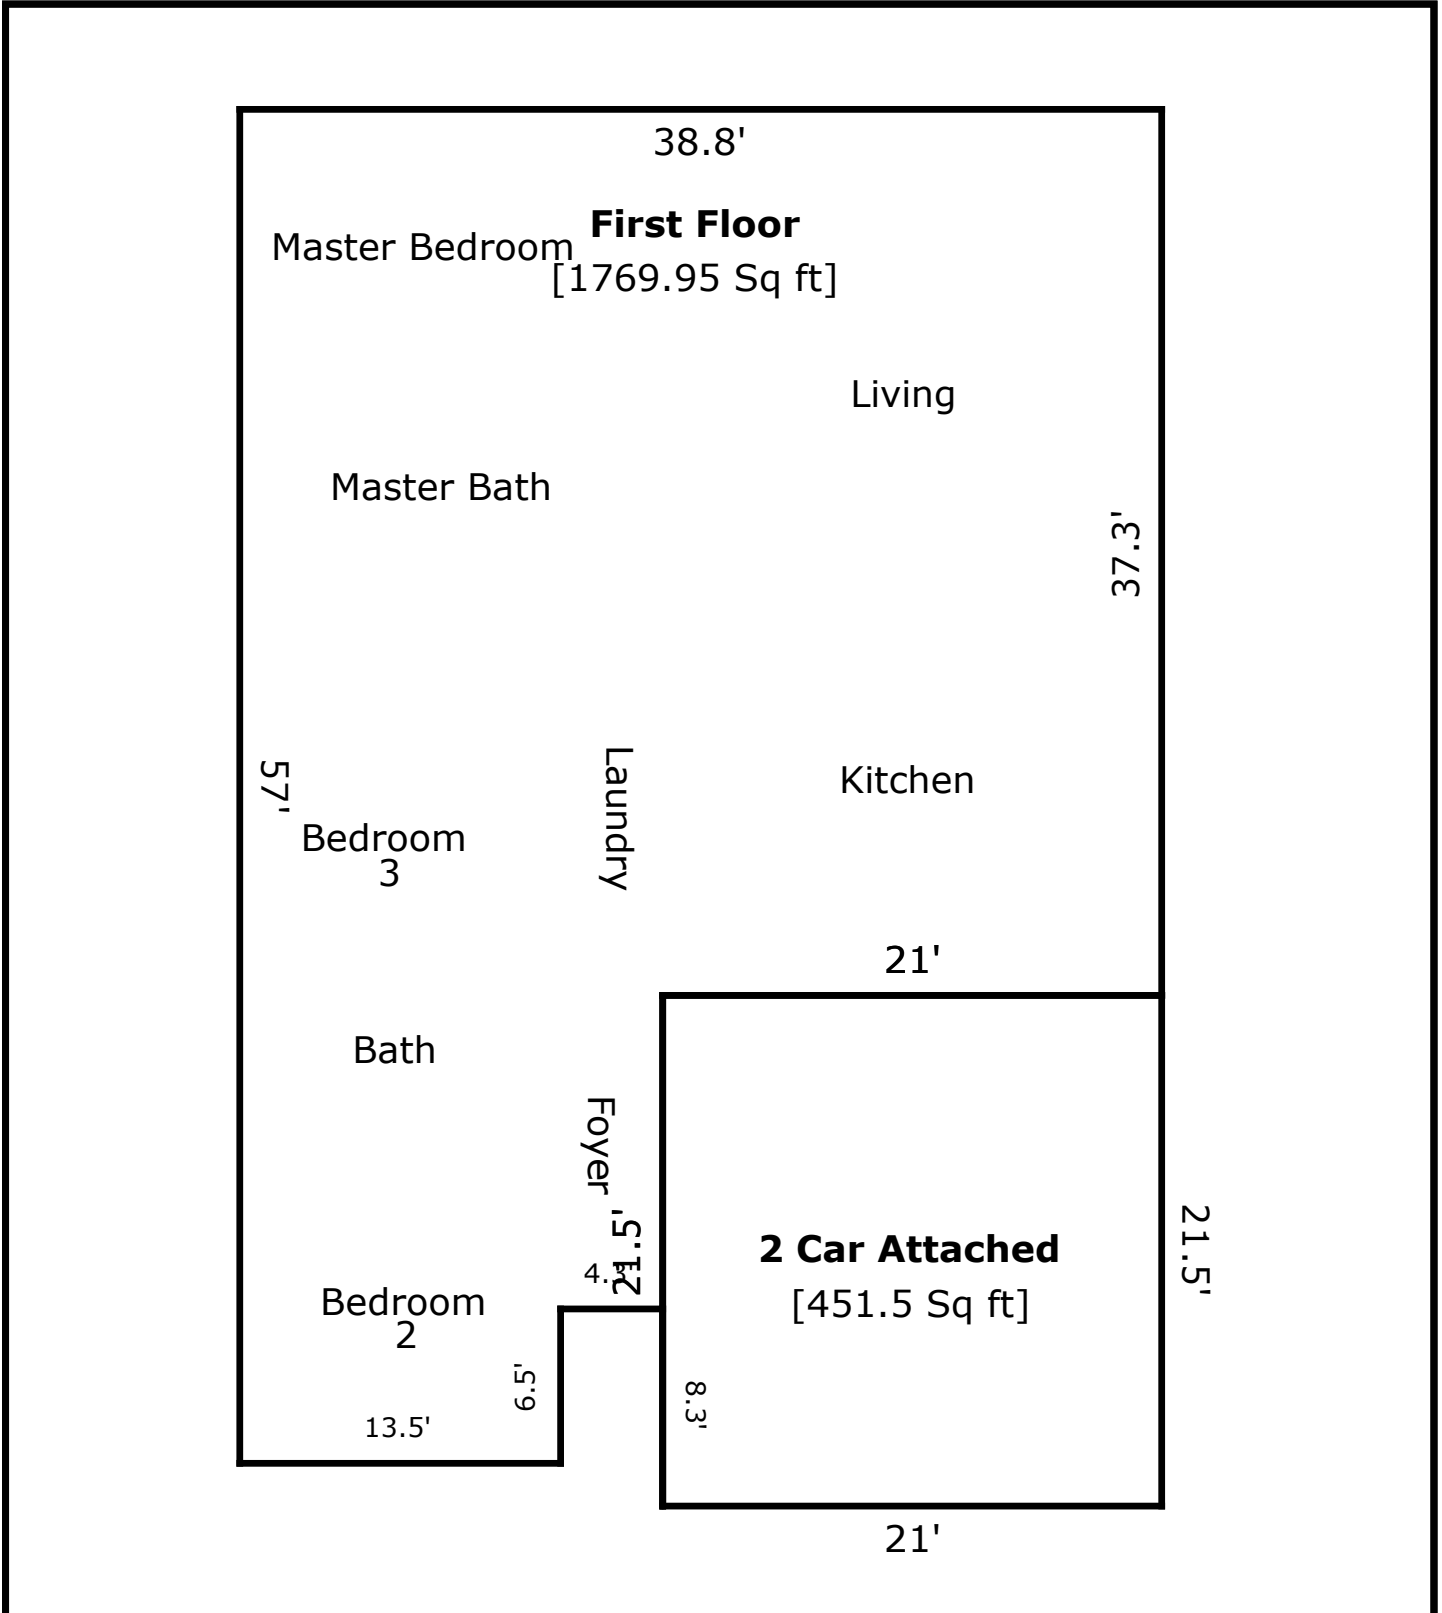 38.8'
First Floor
Master Bedroom
[1769.95 Sq ft]
Living
Master Bath
37.3'
57'
Laundry
Kitchen
Bedroom
3
21'
Bath
Foyer
21.5'
21.5'
2 Car Attached
4.3'
Bedroom
2
[451.5 Sq ft]
6.5'
8.3'
13.5'
21'